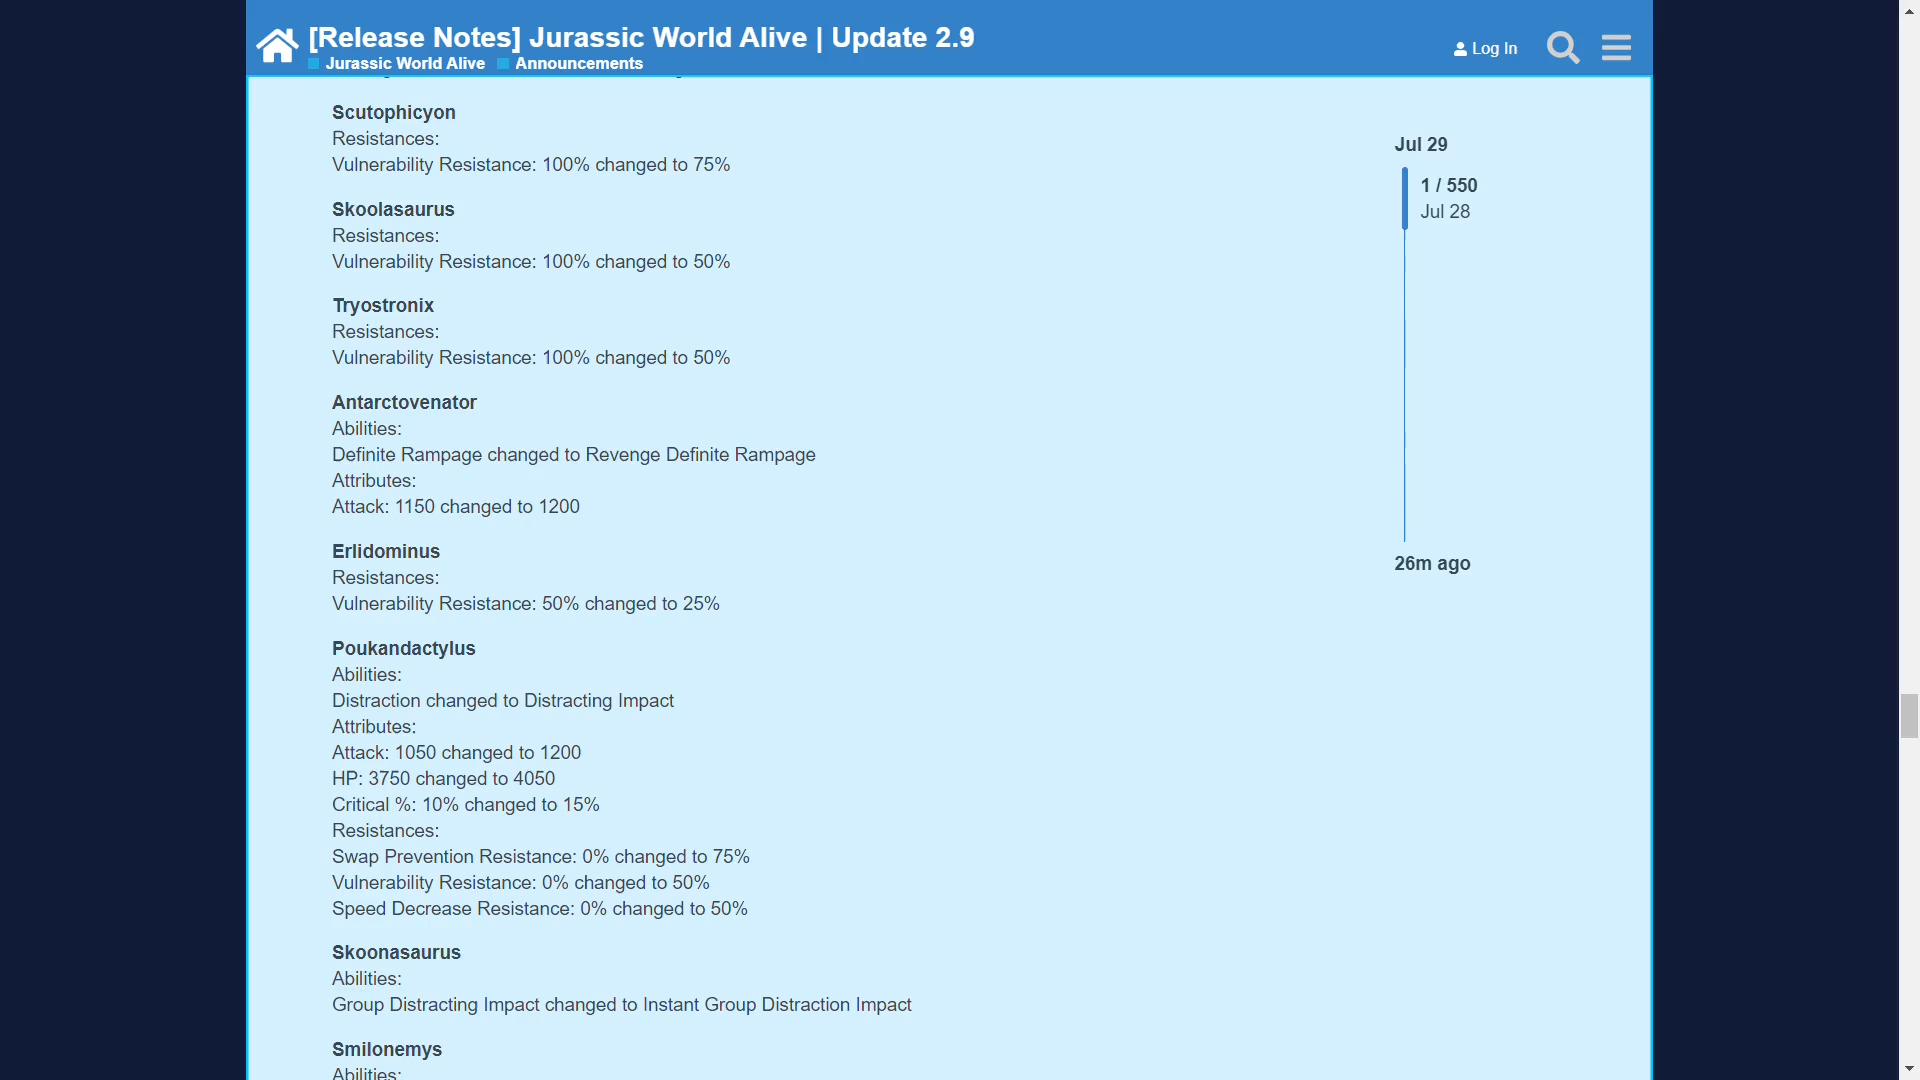 [Release Notes] Jurassic World Alive | Update 2.9
Jurassic World Alive Announcements
Log In
Scutophicyon
Resistances:
Vulnerability Resistance: 100% changed to 75%
Skoolasaurus
Resistances:
Vulnerability Resistance: 100% changed to 50%
Tryostronix
Resistances:
Vulnerability Resistance: 100% changed to 50%
Antarctovenator
Abilities:
Definite Rampage changed to Revenge Definite Rampage
Attributes:
Attack: 1150 changed to 1200
Erlidominus
Resistances:
Vulnerability Resistance: 50% changed to 25%
Poukandactylus
Abilities:
Distraction changed to Distracting Impact
Attributes:
Attack: 1050 changed to 1200
HP: 3750 changed to 4050
Critical %: 10% changed to 15%
Resistances:
Swap Prevention Resistance: 0% changed to 75%
Vulnerability Resistance: 0% changed to 50%
Speed Decrease Resistance: 0% changed to 50%
Skoonasaurus
Abilities:
Group Distracting Impact changed to Instant Group Distraction Impact
Smilonemys
Abilities:
Jul 29
1 / 550
Jul 28
26m ago